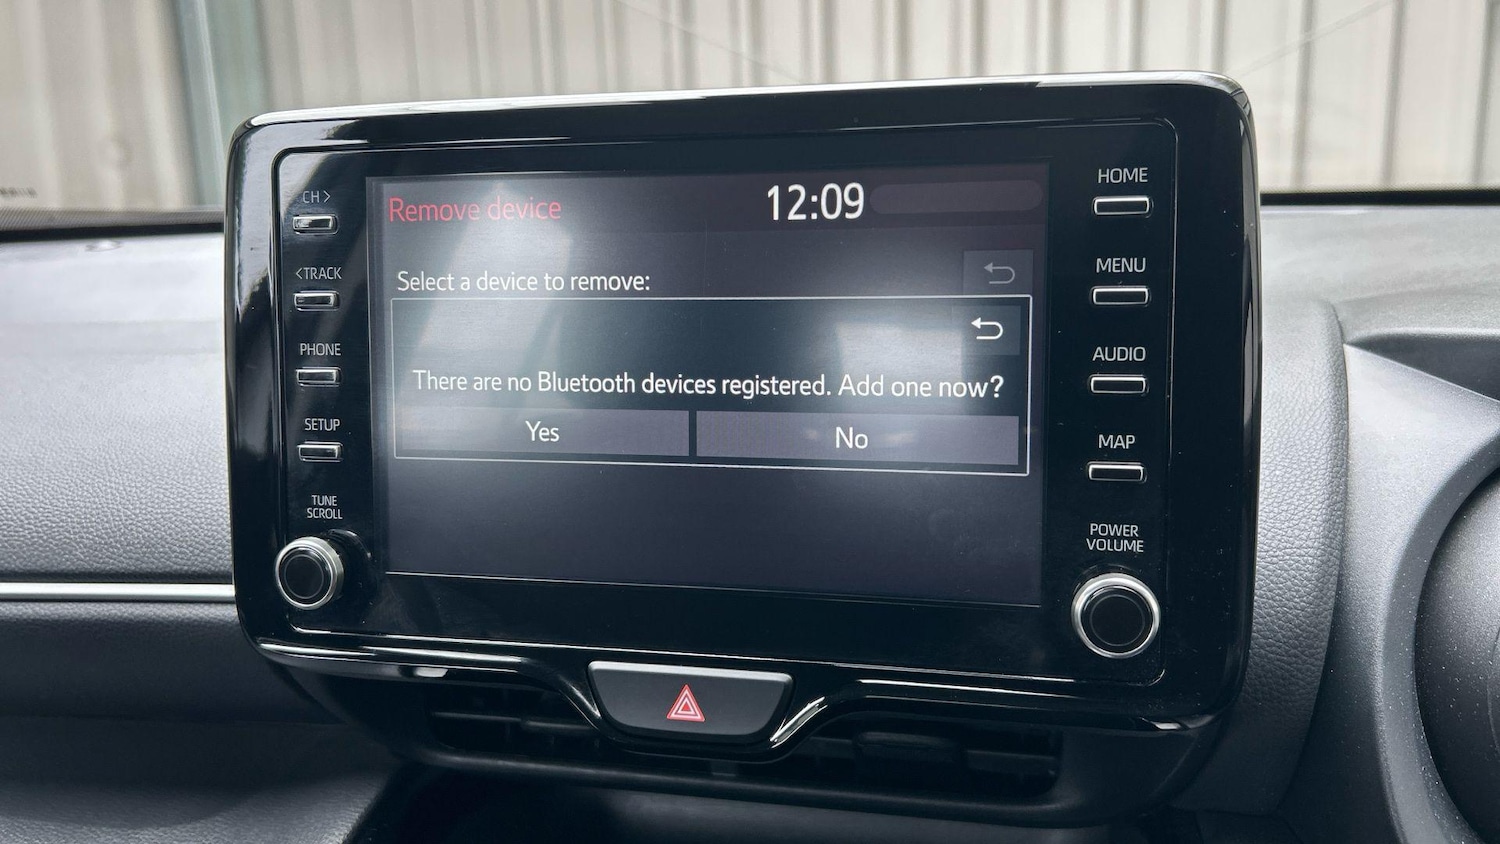 Remove device
12:09
Select a device to remove:
There are no Bluetooth devices registered. Add one now?
Yes
No
CH >
<TRACK
PHONE
SETUP
TUNE
SCROLL
HOME
MENU
AUDIO
MAP
POWER
VOLUME